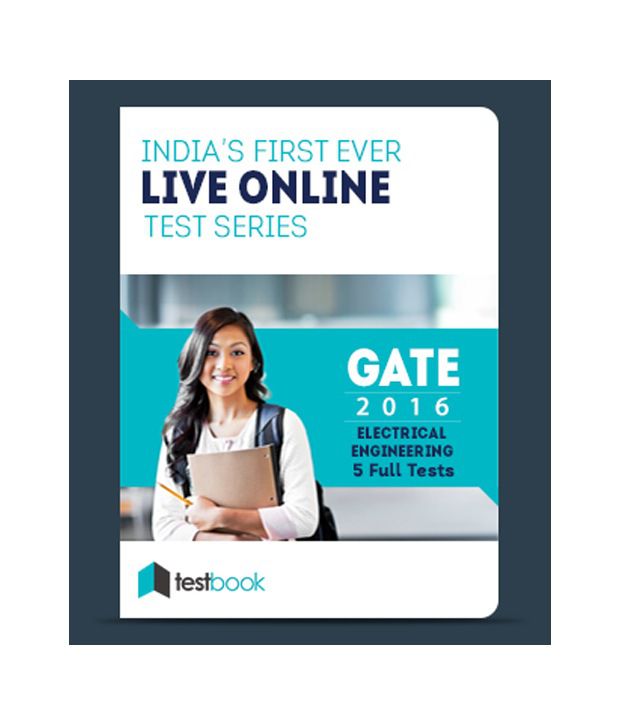 INDIA'S FIRST EVER
LIVE ONLINE
TEST SERIES
GATE
2016
ELECTRICAL
ENGINEERING
5 Full Tests
testbook